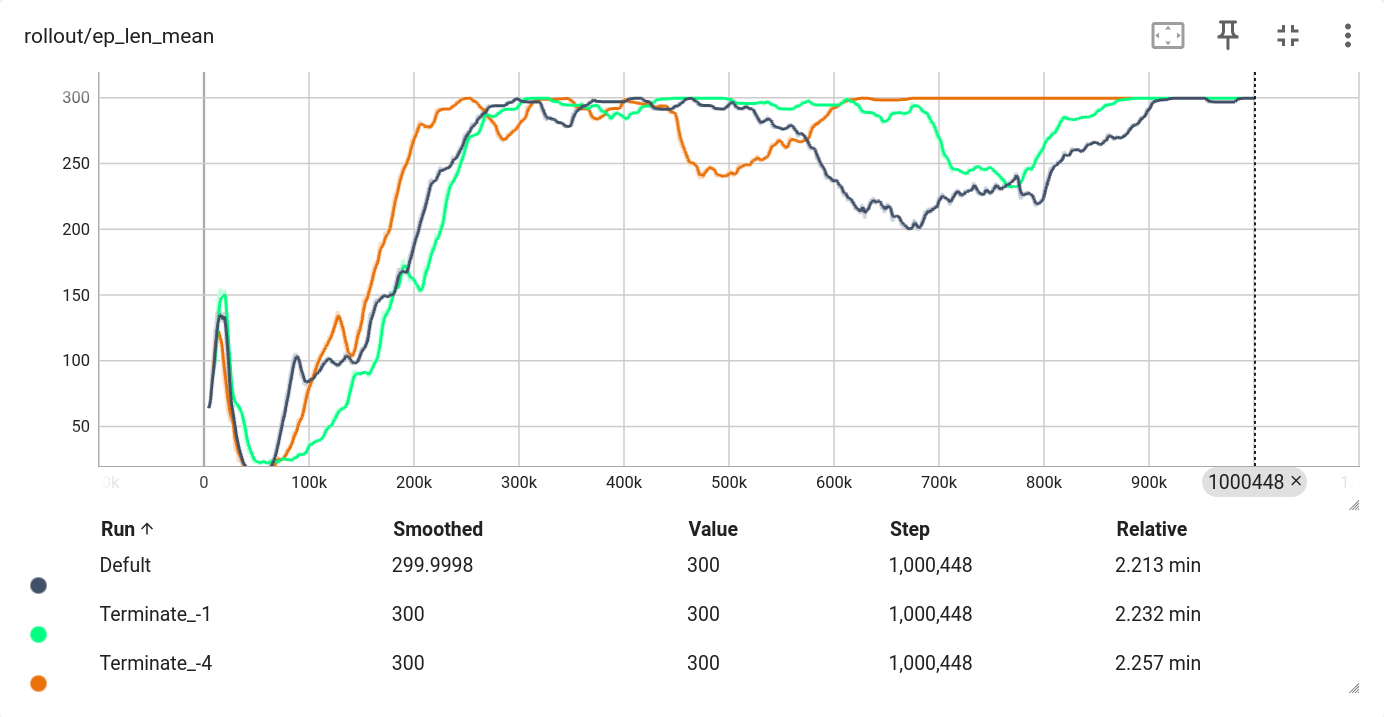 rollout/ep_len_mean
300
250
200
150
100
50
0k 0 100k 200k 300k 400k 500k 600k 700k 800k 900k 1000448 × 1.
Run ↑ Smoothed Value Step Relative
Defult 299.9998 300 1,000,448 2.213 min
Terminate_-1 300 300 1,000,448 2.232 min
Terminate_-4 300 300 1,000,448 2.257 min